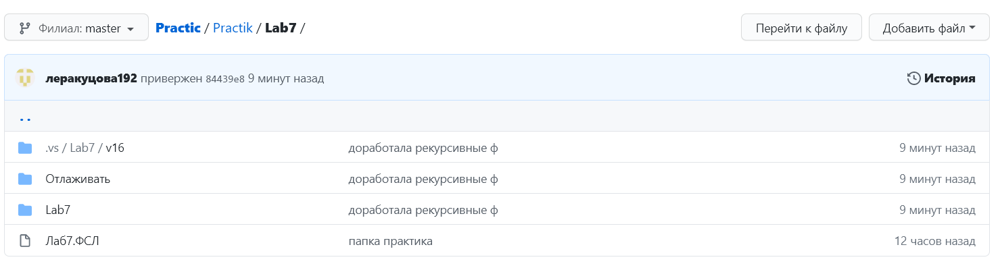 Филиал: master Practic / Practik / Lab7 / Перейти к файлу Добавить файл
леракуцова192 привержен 84439e8 9 минут назад История
..
.vs / Lab7 / v16 доработала рекурсивные ф 9 минут назад
Отлаживать доработала рекурсивные ф 9 минут назад
Lab7 доработала рекурсивные ф 9 минут назад
Лаб7.ФСЛ папка практика 12 часов назад